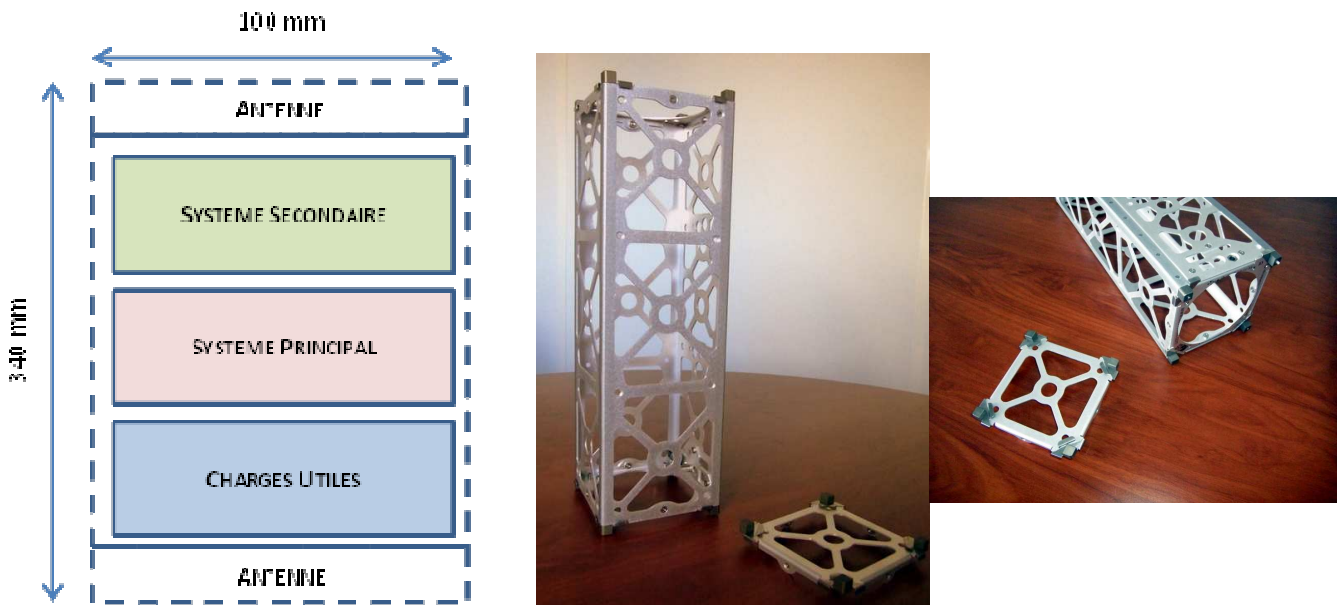 100 mm
ANTENNE
SYSTEME SECONDAIRE
SYSTEME PRINCIPAL
340 mm
CHARGES UTILES
ANTENNE